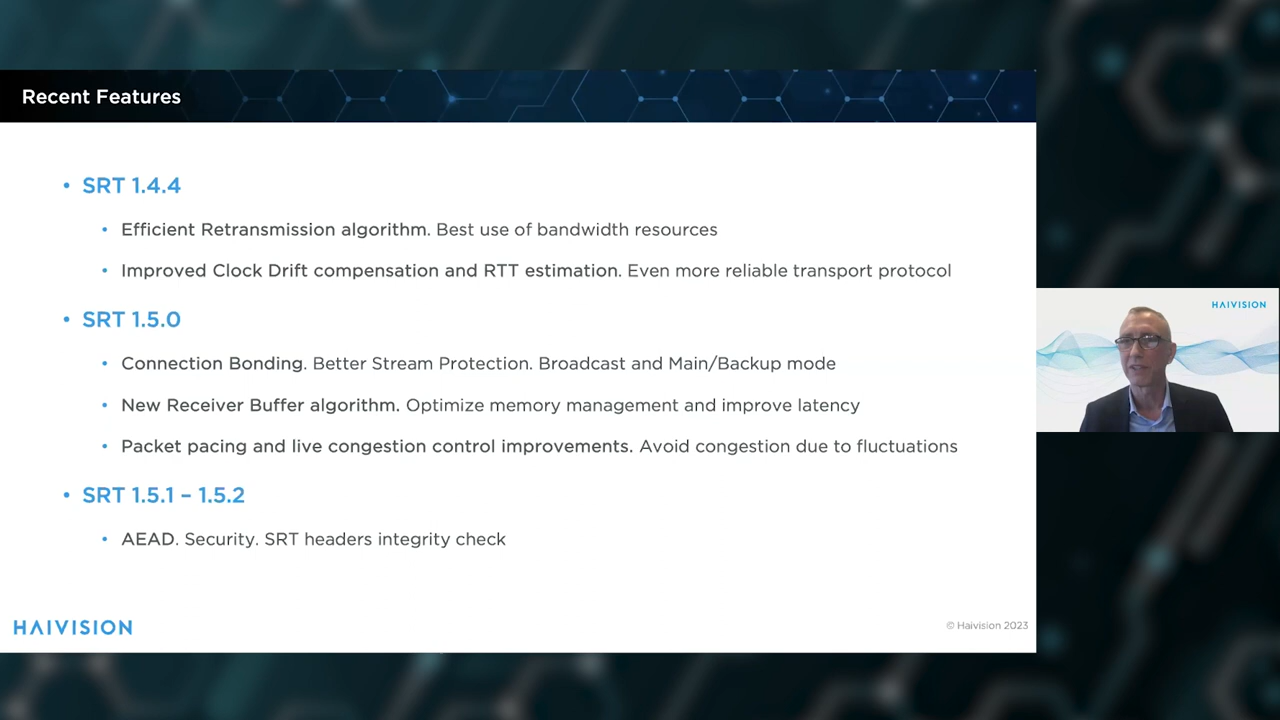 Recent Features
• SRT 1.4.4
• Efficient Retransmission algorithm. Best use of bandwidth resources
• Improved Clock Drift compensation and RTT estimation. Even more reliable transport protocol
• SRT 1.5.0
• Connection Bonding. Better Stream Protection. Broadcast and Main/Backup mode
• New Receiver Buffer algorithm. Optimize memory management and improve latency
• Packet pacing and live congestion control improvements. Avoid congestion due to fluctuations
• SRT 1.5.1 – 1.5.2
• AEAD. Security. SRT headers integrity check
HAIVISION
© Haivision 2023
HAIVISION